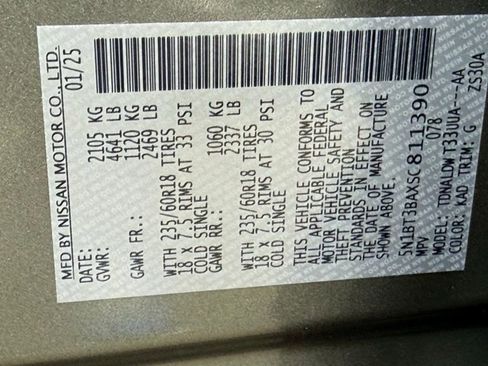 MFD BY NISSAN MOTOR CO., LTD.
DATE: 01/25
GVWR: 2105 KG
4641 LB
GAWR FR.: 1120 KG
2469 LB
WITH 235/60R18 TIRES
18 x 7.5 RIMS AT 33 PSI
COLD SINGLE
GAWR RR.: 1060 KG
2337 LB
WITH 235/60R18 TIRES
18 x 7.5 RIMS AT 30 PSI
COLD SINGLE
THIS VEHICLE CONFORMS TO
ALL APPLICABLE FEDERAL
MOTOR VEHICLE SAFETY AND
THEFT PREVENTION
STANDARDS IN EFFECT ON
THE DATE OF MANUFACTURE
SHOWN ABOVE.
5N1BT3BAXSC811390
MPV 078
MODEL: TDNALDW T33UUA---AA
COLOR: KAD TRIM: G ZS30A